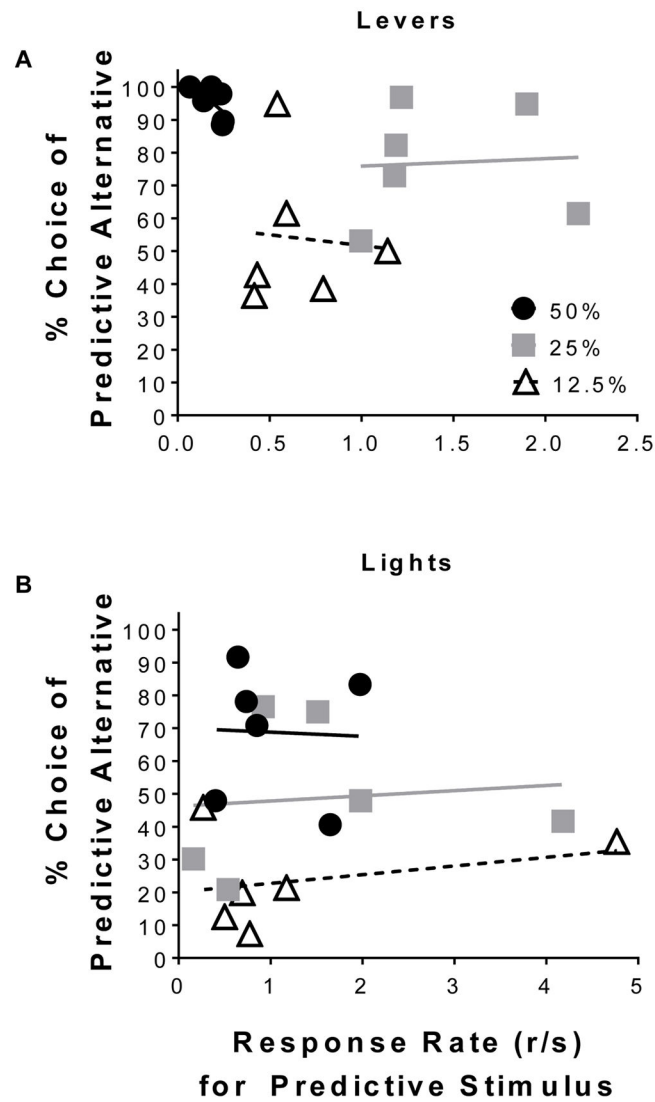 Levers
A
% Choice of
Predictive Alternative
100
90
80
70
60
50
40
30
20
10
0
50%
25%
12.5%
0.0 0.5 1.0 1.5 2.0 2.5
Lights
B
% Choice of
Predictive Alternative
100
90
80
70
60
50
40
30
20
10
0
0 1 2 3 4 5
Response Rate (r/s)
for Predictive Stimulus